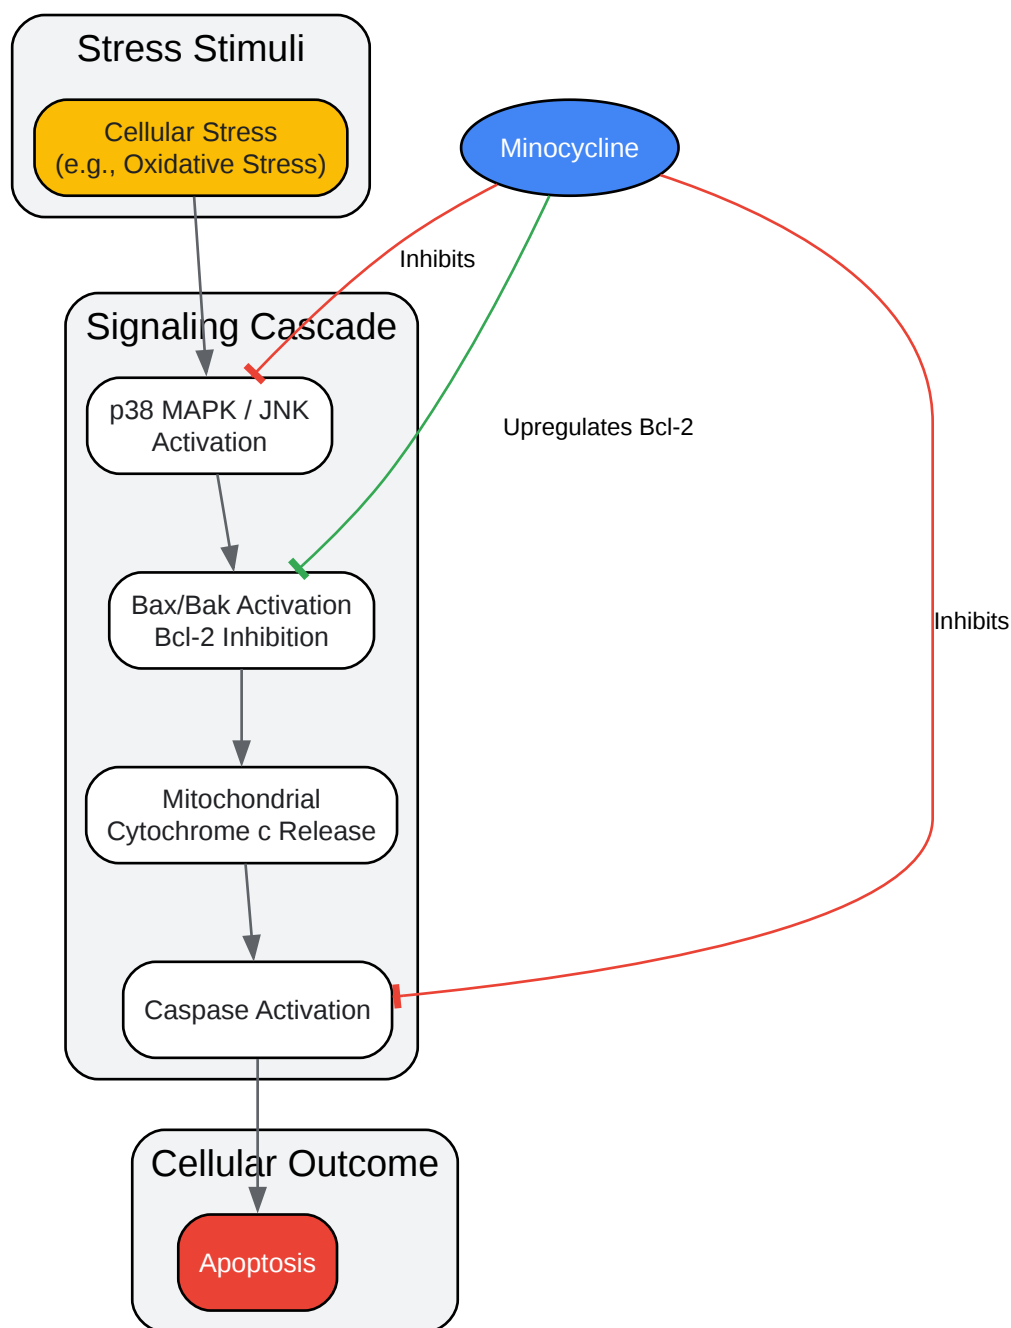 Stress Stimuli
Cellular Stress
(e.g., Oxidative Stress)
Minocycline
Inhibits
Signaling Cascade
p38 MAPK / JNK
Activation
Upregulates Bcl-2
Bax/Bak Activation
Bcl-2 Inhibition
Inhibits
Mitochondrial
Cytochrome c Release
Caspase Activation
Cellular Outcome
Apoptosis